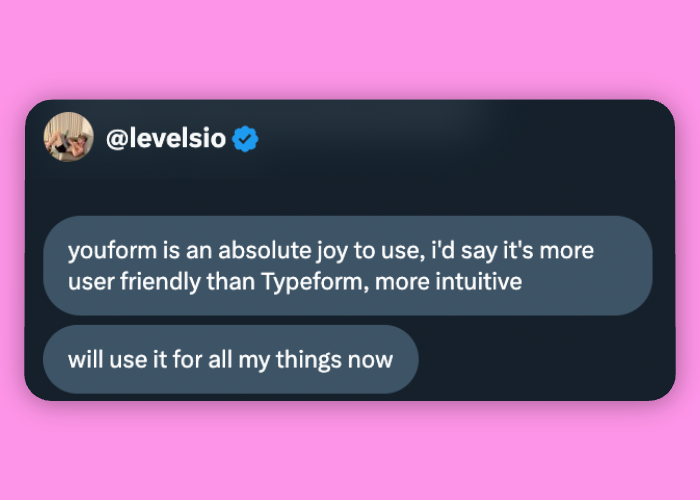 @levelsio
youform is an absolute joy to use, i'd say it's more
user friendly than Typeform, more intuitive
will use it for all my things now